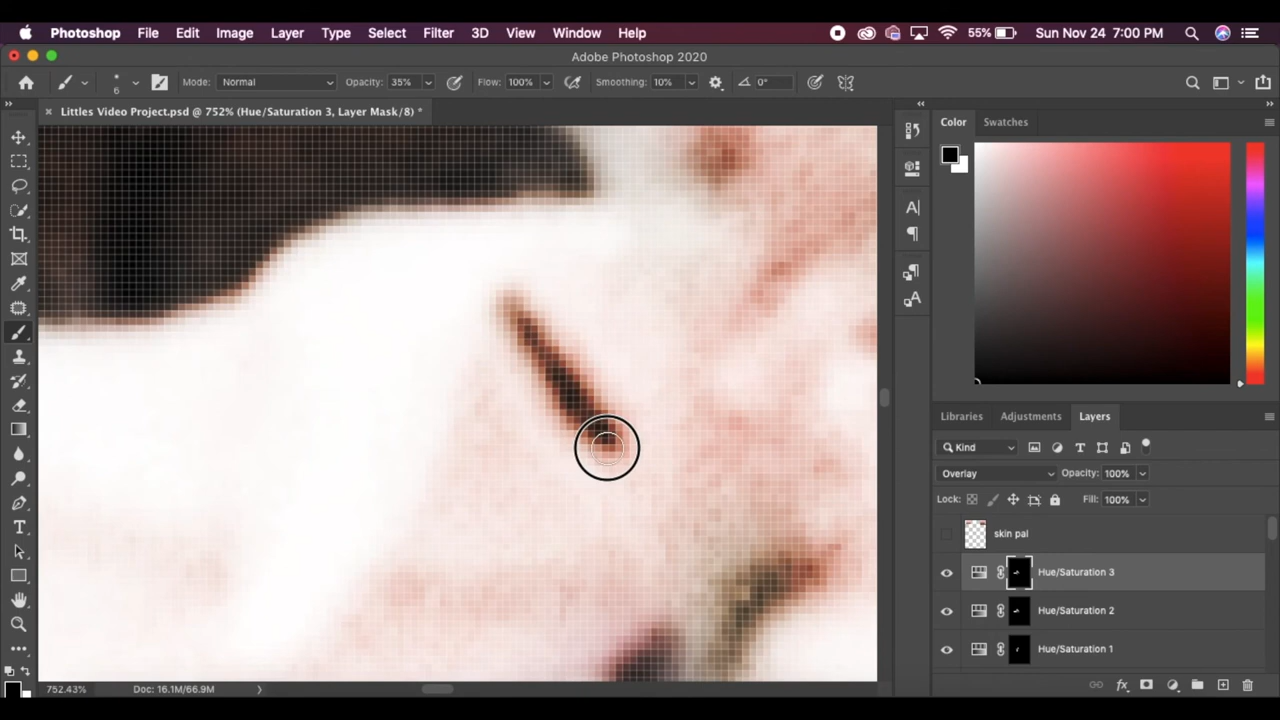 Photoshop File Edit Image Layer Type Select Filter 3D View Window Help 55% Sun Nov 24 7:00 PM
Adobe Photoshop 2020
6 Mode: Normal Opacity: 35% Flow: 100% Smoothing: 10% 0°
Littles Video Project.psd @ 752% (Hue/Saturation 3, Layer Mask/8) *
Color Swatches
Libraries Adjustments Layers
Kind
Overlay Opacity: 100%
Lock: Fill: 100%
skin pal
Hue/Saturation 3
Hue/Saturation 2
Hue/Saturation 1
752.43% Doc: 16.1M/66.9M